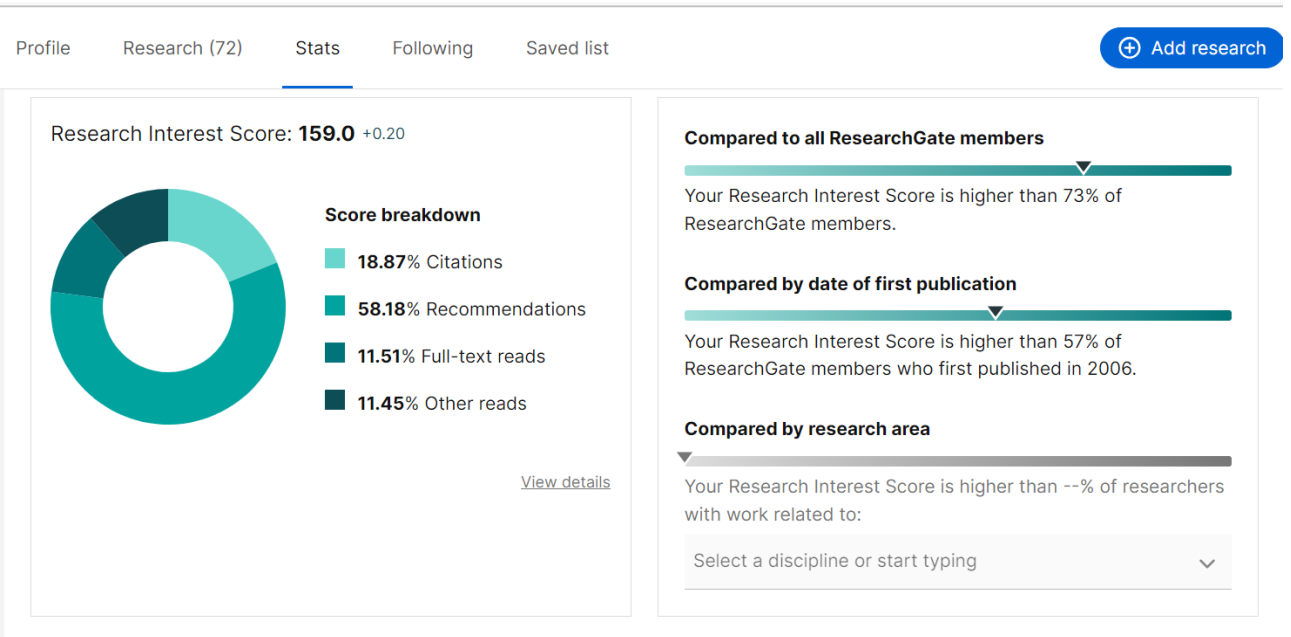 Profile Research (72) Stats Following Saved list Add research
Research Interest Score: 159.0 +0.20
Score breakdown
18.87% Citations
58.18% Recommendations
11.51% Full-text reads
11.45% Other reads
View details
Compared to all ResearchGate members
Your Research Interest Score is higher than 73% of
ResearchGate members.
Compared by date of first publication
Your Research Interest Score is higher than 57% of
ResearchGate members who first published in 2006.
Compared by research area
Your Research Interest Score is higher than --% of researchers
with work related to:
Select a discipline or start typing